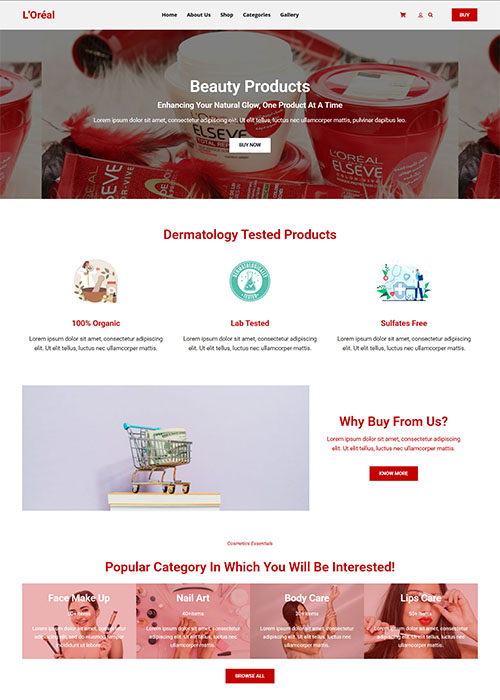 L'Oréal
Home About Us Shop Categories Gallery
BUY
Beauty Products
Enhancing Your Natural Glow, One Product At A Time
Lorem ipsum dolor sit amet, consectetur adipiscing elit. Ut elit tellus, luctus nec ullamcorper mattis, pulvinar dapibus leo.
BUY NOW
ELSEVE
TOTAL REPAIR
L'ORÉAL
ELSEVE
Dermatology Tested Products
DERMATOLOGICALLY
TESTED
100% Organic
Lorem ipsum dolor sit amet, consectetur adipiscing
elit. Ut elit tellus, luctus nec ullamcorper mattis.
Lab Tested
Lorem ipsum dolor sit amet, consectetur adipiscing
elit. Ut elit tellus, luctus nec ullamcorper mattis.
Sulfates Free
Lorem ipsum dolor sit amet, consectetur adipiscing
elit. Ut elit tellus, luctus nec ullamcorper mattis.
Why Buy From Us?
Lorem ipsum dolor sit amet, consectetur adipiscing
elit. Ut elit tellus, luctus nec ullamcorper mattis.
KNOW MORE
Cosmetics Essentials
Popular Category In Which You Will Be Interested!
Face Make Up
Lorem ipsum dolor sit amet, consectetur
adipiscing elit, sed do eiusmod tempor
incididunt ut labore
Nail Art
60+items
Lorem ipsum dolor sit amet, consectetur
adipiscing elit. Ut elit tellus, luctus nec
ullamcorper mattis.
Body Care
Lorem ipsum dolor sit amet, consectetur
adipiscing elit. Ut elit tellus, luctus nec
ullamcorper mattis.
Lips Care
50+ items
Lorem ipsum dolor sit amet, consectetur
adipiscing elit. Ut elit tellus, luctus nec
ullamcorper mattis.
BROWSE ALL